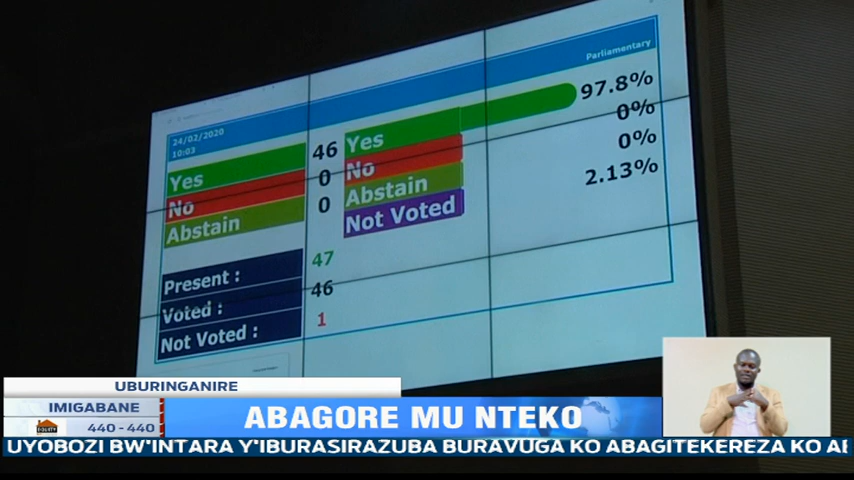 Parliamentary
24/02/2020
10:03
Yes 46
No 0
Abstain 0
Yes 97.8%
No 0%
Abstain 0%
Not Voted 2.13%
Present : 47
Voted : 46
Not Voted : 1
UBURINGANIRE
IMIGABANE
EQUITY 440 - 440
ABAGORE MU NTEKO
UYOBOZI BW'INTARA Y'IBURASIRAZUBA BURAVUGA KO ABAGITEKEREZA KO